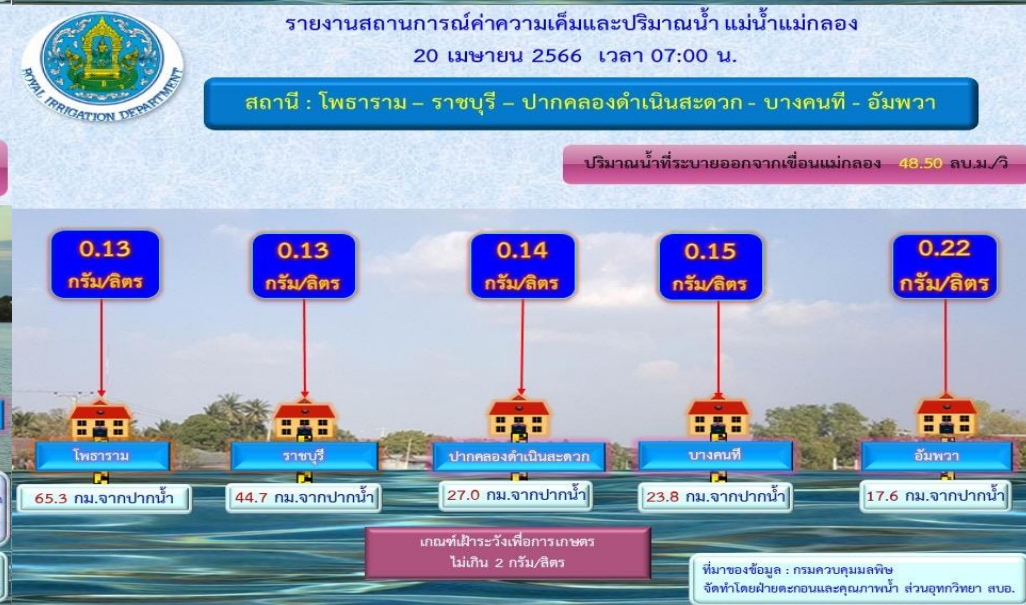 รายงานสถานการณ์ค่าความเค็มและปริมาณน้ำ แม่น้ำแม่กลอง
20 เมษายน 2566 เวลา 07:00 น.
ROYAL IRRIGATION DEPARTMENT
สถานี : โพธาราม – ราชบุรี – ปากคลองดำเนินสะดวก - บางคนที - อัมพวา
ปริมาณน้ำที่ระบายออกจากเขื่อนแม่กลอง 48.50 ลบ.ม./วิ
0.13 0.13 0.14 0.15 0.22
กรัม/ลิตร กรัม/ลิตร กรัม/ลิตร กรัม/ลิตร กรัม/ลิตร
โพธาราม ราชบุรี ปากคลองดำเนินสะดวก บางคนที อัมพวา
65.3 กม.จากปากน้ำ 44.7 กม.จากปากน้ำ 27.0 กม.จากปากน้ำ 23.8 กม.จากปากน้ำ 17.6 กม.จากปากน้ำ
เกณฑ์เฝ้าระวังเพื่อการเกษตร
ไม่เกิน 2 กรัม/ลิตร
ที่มาของข้อมูล : กรมควบคุมมลพิษ
จัดทำโดยฝ่ายตะกอนและคุณภาพน้ำ ส่วนอุทกวิทยา สบอ.